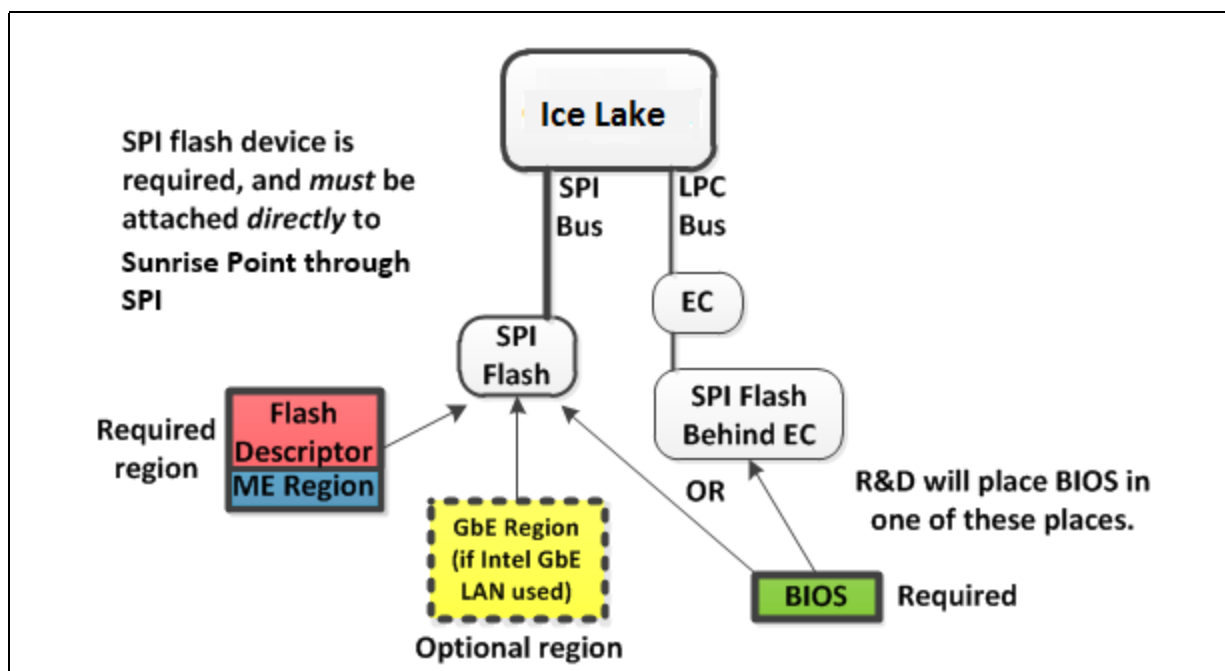 Ice Lake
SPI flash device is
required, and must be
attached directly to
Sunrise Point through
SPI
SPI
Bus
LPC
Bus
EC
SPI
Flash
SPI Flash
Behind EC
Required
region
Flash
Descriptor
ME Region
OR
R&D will place BIOS in
one of these places.
GbE Region
(if Intel GbE
LAN used)
Optional region
BIOS
Required